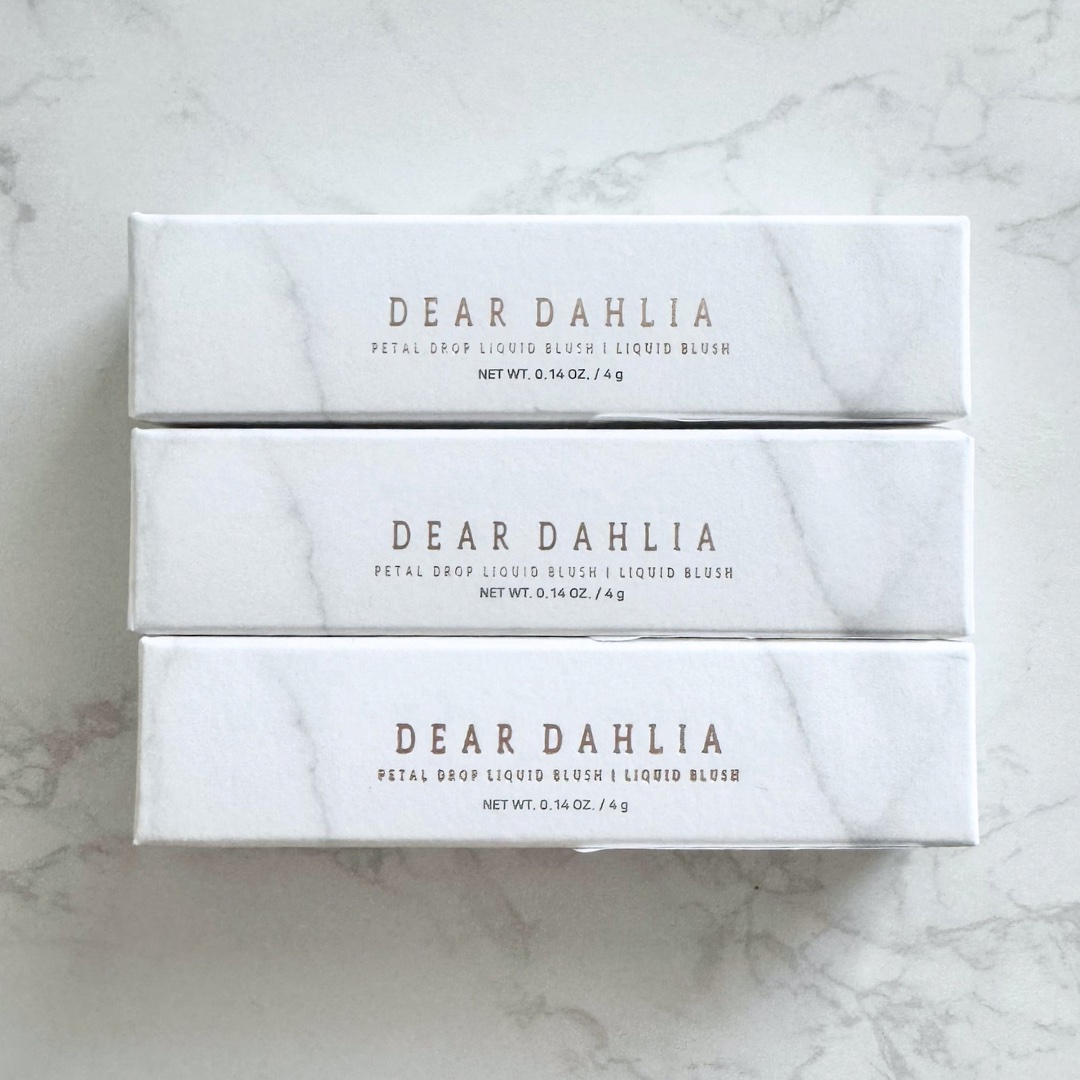 DEAR DAHLIA
PETAL DROP LIQUID BLUSH | LIQUID BLUSH
NET WT. 0.14 OZ. / 4 g
DEAR DAHLIA
PETAL DROP LIQUID BLUSH | LIQUID BLUSH
NET WT. 0.14 OZ. / 4 g
DEAR DAHLIA
PETAL DROP LIQUID BLUSH | LIQUID BLUSH
NET WT. 0.14 OZ. / 4 g